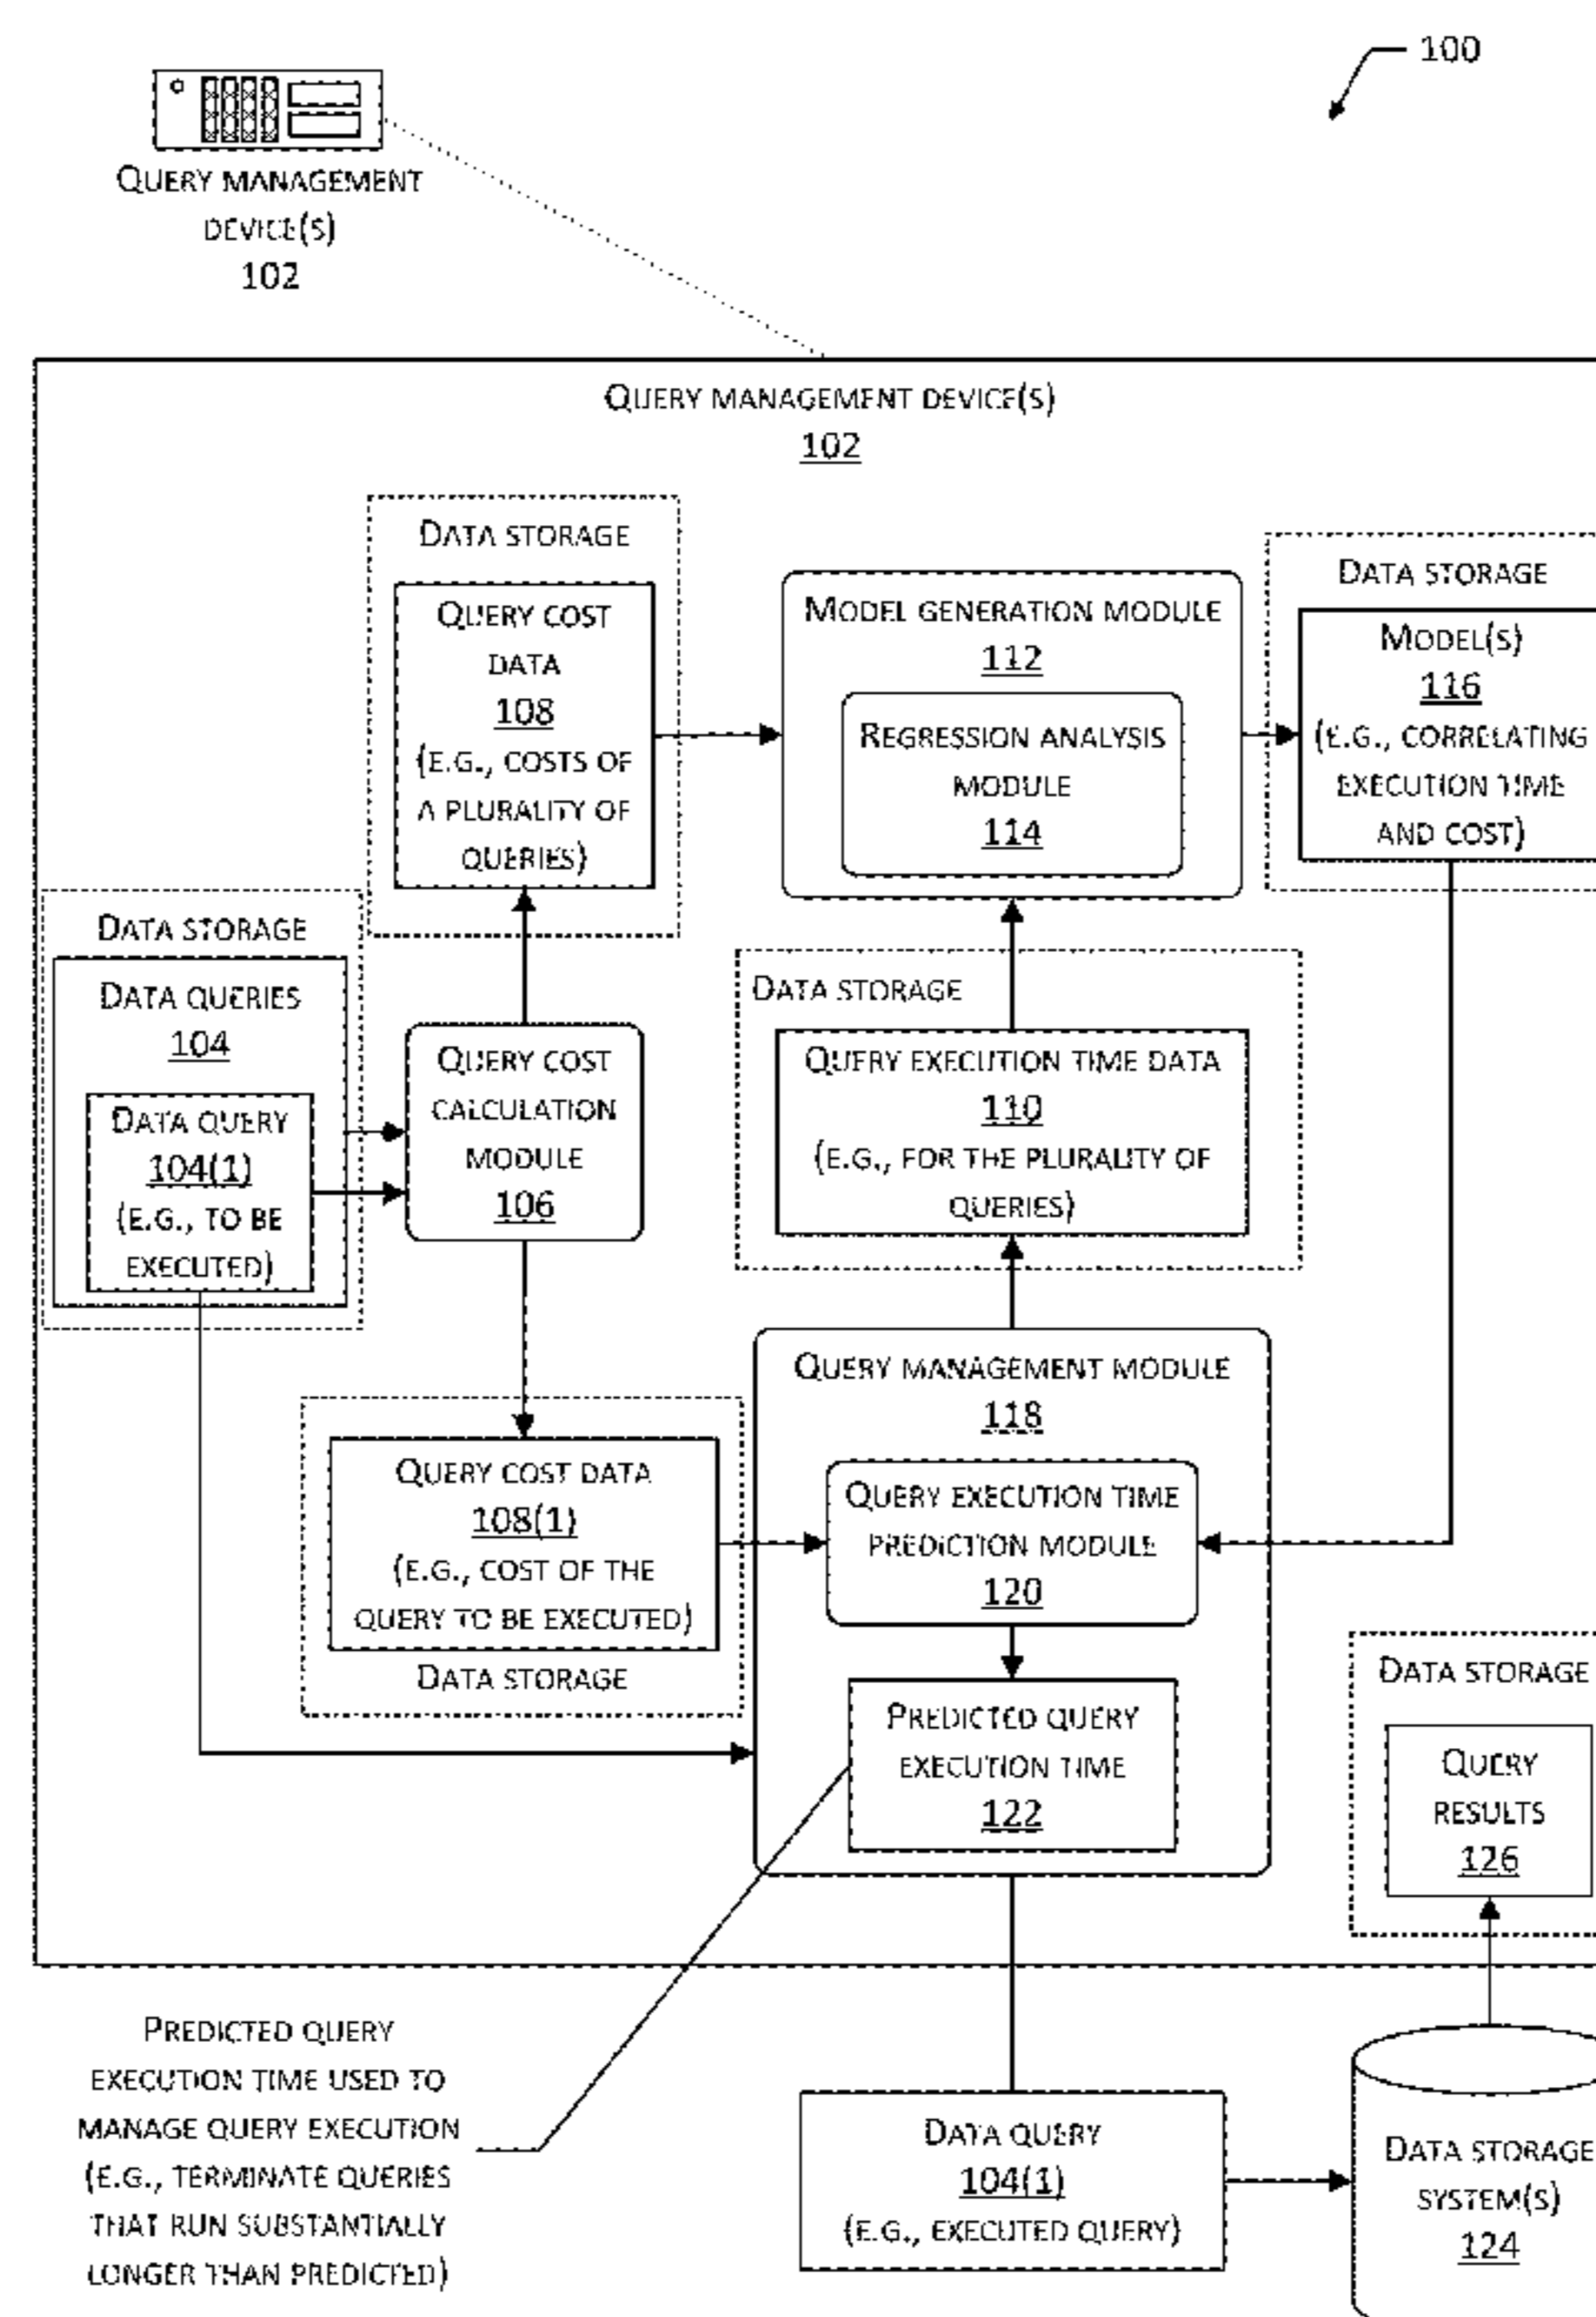 100
QUERY MANAGEMENT
DEVICE(S)
102
QUERY MANAGEMENT DEVICE(S)
102
DATA STORAGE
QUERY COST
DATA
108
(E.G., COSTS OF
A PLURALITY OF
QUERIES)
MODEL GENERATION MODULE
112
REGRESSION ANALYSIS
MODULE
114
DATA STORAGE
MODEL(S)
116
(E.G., CORRELATING
EXECUTION TIME
AND COST)
DATA STORAGE
DATA QUERIES
104
DATA QUERY
104(1)
(E.G., TO BE
EXECUTED)
QUERY COST
CALCULATION
MODULE
106
DATA STORAGE
QUERY EXECUTION TIME DATA
110
(E.G., FOR THE PLURALITY OF
QUERIES)
QUERY COST DATA
108(1)
(E.G., COST OF THE
QUERY TO BE EXECUTED)
DATA STORAGE
QUERY MANAGEMENT MODULE
118
QUERY EXECUTION TIME
PREDICTION MODULE
120
PREDICTED QUERY
EXECUTION TIME
122
DATA STORAGE
QUERY
RESULTS
126
PREDICTED QUERY
EXECUTION TIME USED TO
MANAGE QUERY EXECUTION
(E.G., TERMINATE QUERIES
THAT RUN SUBSTANTIALLY
LONGER THAN PREDICTED)
DATA QUERY
104(1)
(E.G., EXECUTED QUERY)
DATA STORAGE
SYSTEM(S)
124